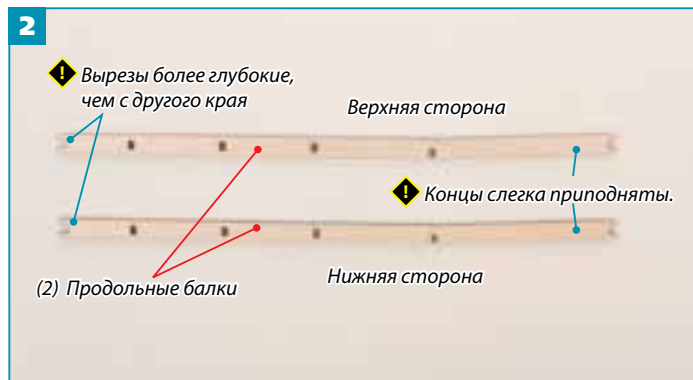 2
! Вырезы более глубокие,
чем с другого края
Верхняя сторона
! Концы слегка приподняты.
(2) Продольные балки
Нижняя сторона